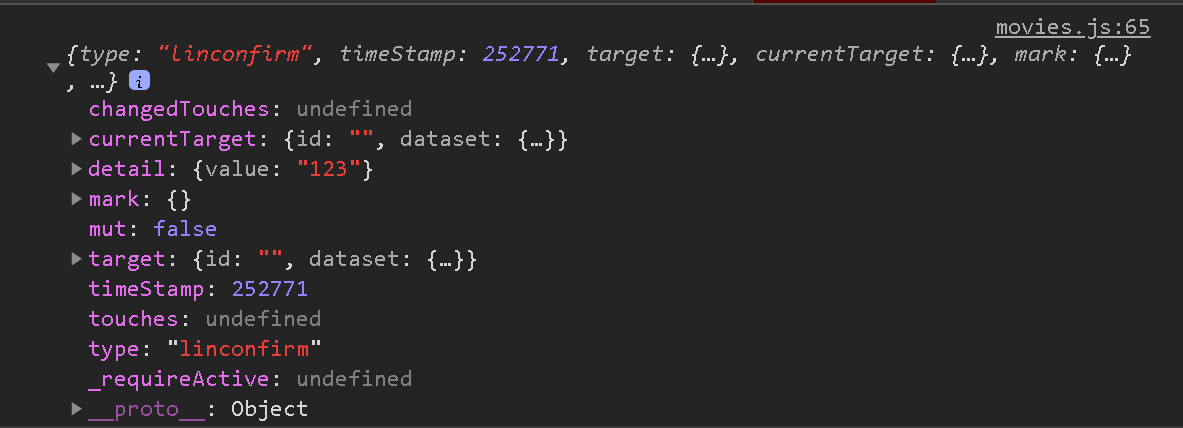 movies.js:65
{type: "linconfirm", timeStamp: 252771, target: {…}, currentTarget: {…}, mark: {…}
, …} i
changedTouches: undefined
currentTarget: {id: "", dataset: {…}}
detail: {value: "123"}
mark: {}
mut: false
target: {id: "", dataset: {…}}
timeStamp: 252771
touches: undefined
type: "linconfirm"
_requireActive: undefined
__proto__: Object